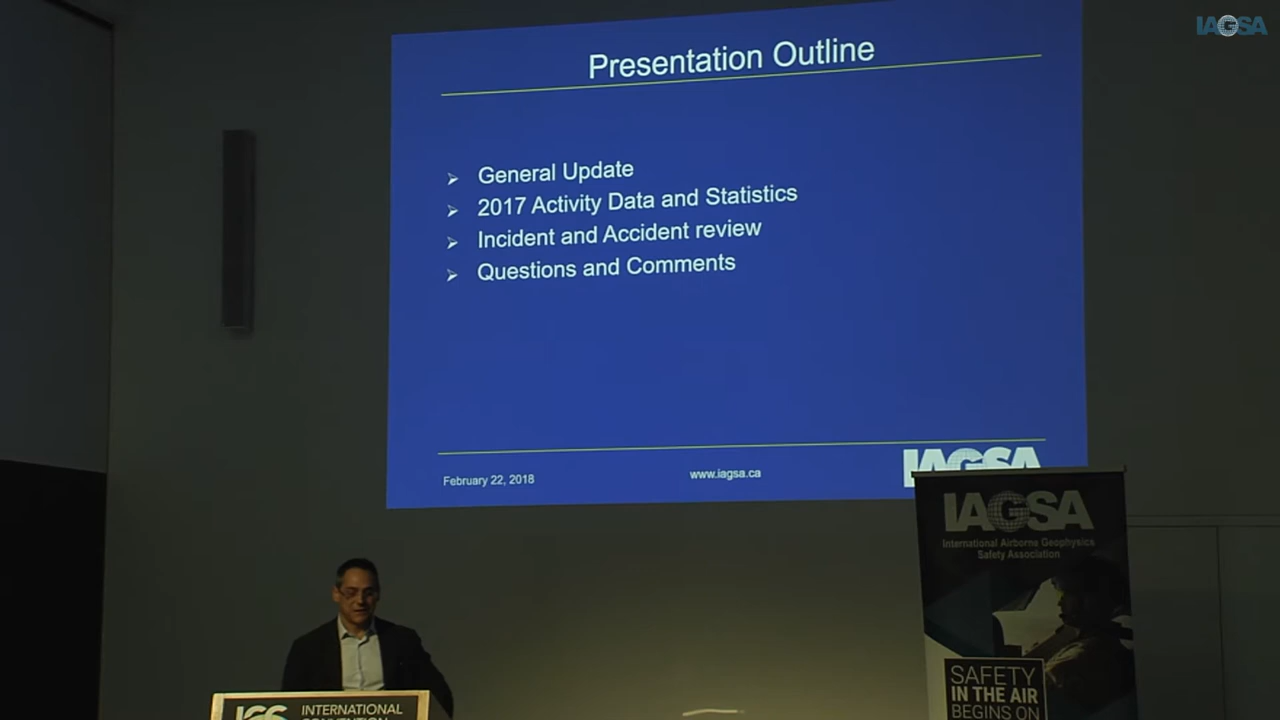 IAGSA
Presentation Outline
General Update
2017 Activity Data and Statistics
Incident and Accident review
Questions and Comments
February 22, 2018
www.iagsa.ca
IAGSA
IAGSA
International Airborne Geophysics
Safety Association
SAFETY
IN THE AIR
BEGINS ON
INTERNATIONAL
CONVENTION